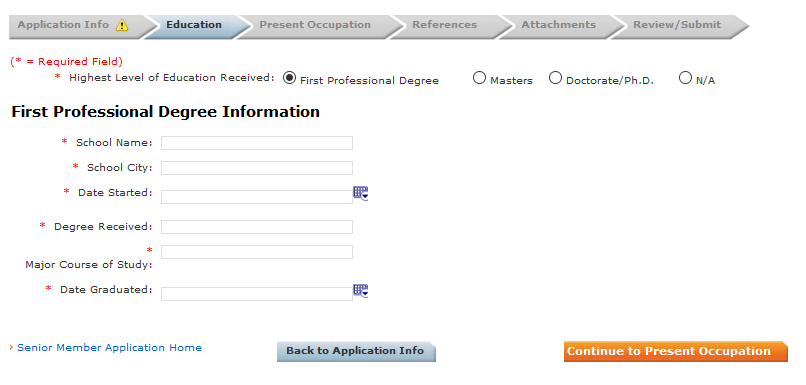 Application Info Education Present Occupation References Attachments Review/Submit
(* = Required Field)
* Highest Level of Education Received: First Professional Degree Masters Doctorate/Ph.D. N/A
First Professional Degree Information
* School Name:
* School City:
* Date Started:
* Degree Received:
*
Major Course of Study:
* Date Graduated:
› Senior Member Application Home Back to Application Info Continue to Present Occupation